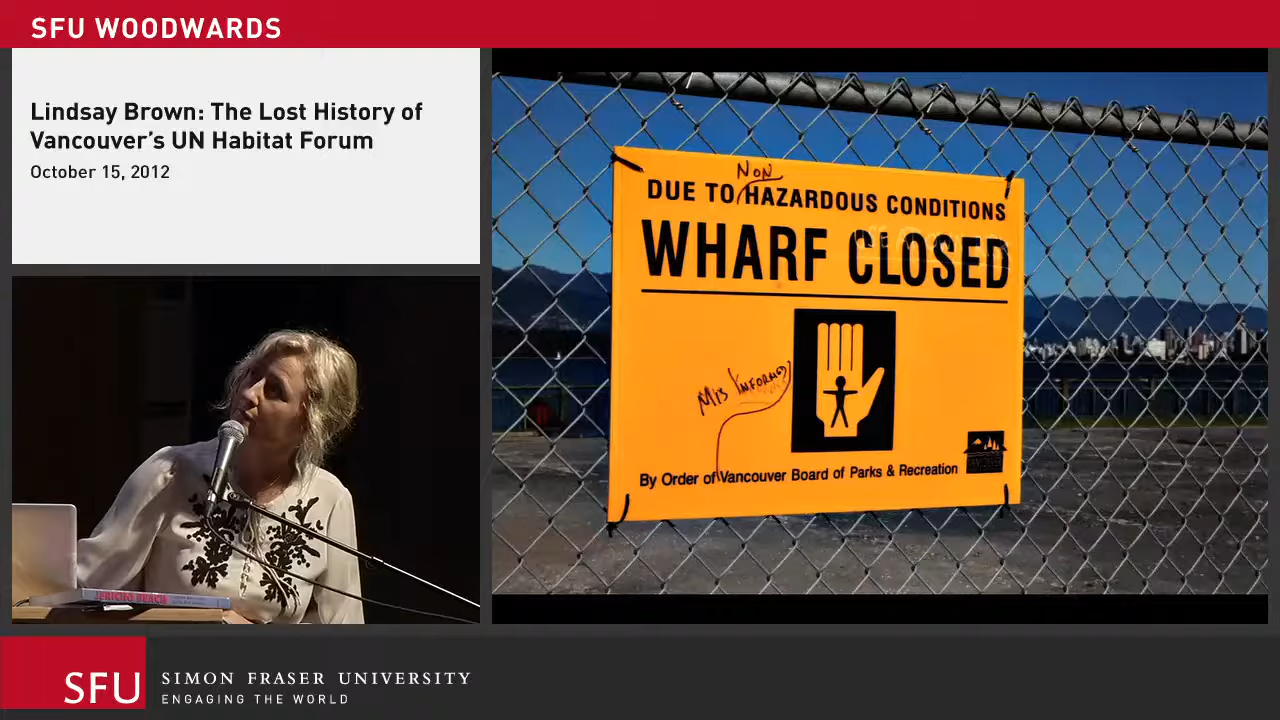 SFU WOODWARDS
Lindsay Brown: The Lost History of
Vancouver's UN Habitat Forum
October 15, 2012
NON
DUE TO HAZARDOUS CONDITIONS
WHARF CLOSED
MIS INFORMED
By Order of Vancouver Board of Parks & Recreation
JERICHO BEACH
SFU
SIMON FRASER UNIVERSITY
ENGAGING THE WORLD